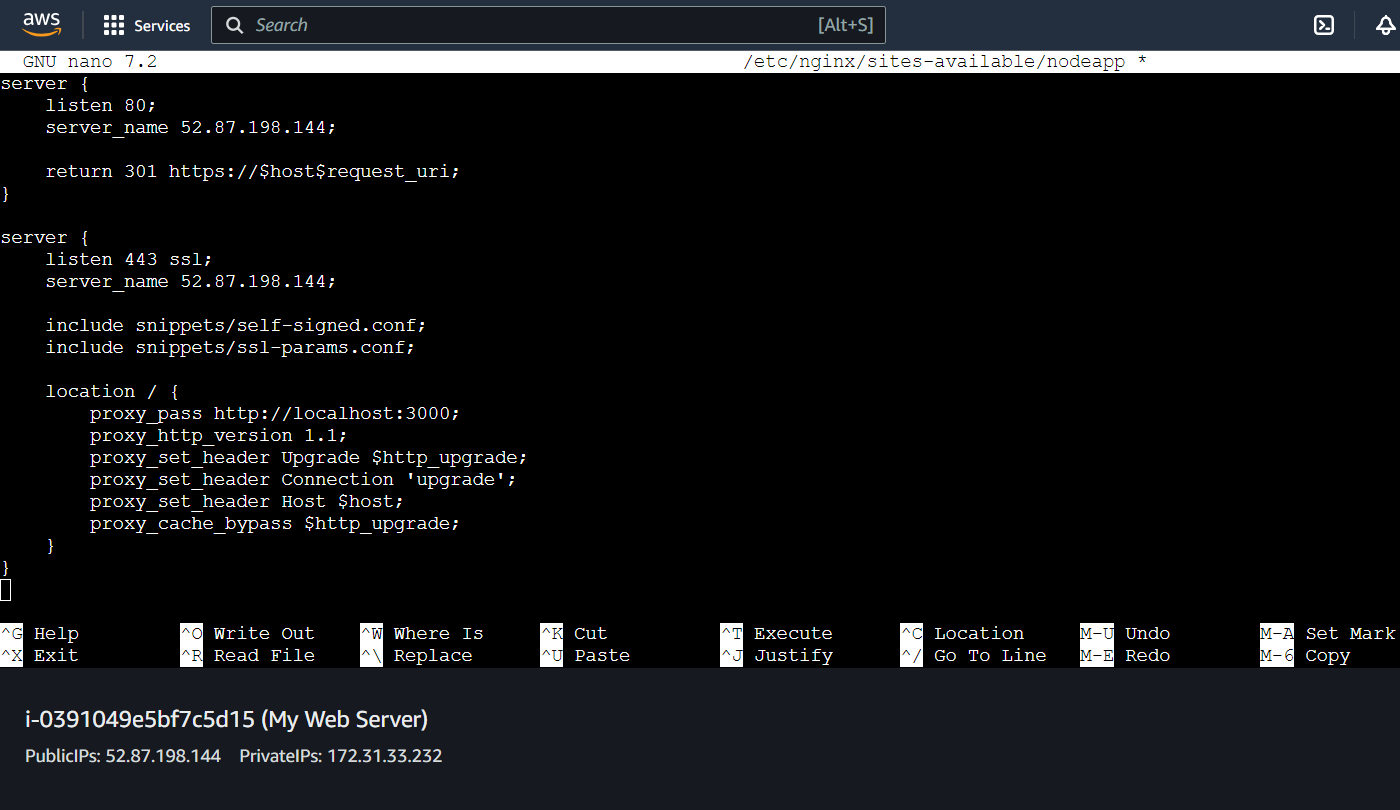 aws Services Search [Alt+S]
GNU nano 7.2 /etc/nginx/sites-available/nodeapp *
server {
    listen 80;
    server_name 52.87.198.144;

    return 301 https://$host$request_uri;
}

server {
    listen 443 ssl;
    server_name 52.87.198.144;

    include snippets/self-signed.conf;
    include snippets/ssl-params.conf;

    location / {
        proxy_pass http://localhost:3000;
        proxy_http_version 1.1;
        proxy_set_header Upgrade $http_upgrade;
        proxy_set_header Connection 'upgrade';
        proxy_set_header Host $host;
        proxy_cache_bypass $http_upgrade;
    }
}
^G Help ^O Write Out ^W Where Is ^K Cut ^T Execute ^C Location M-U Undo M-A Set Mark
^X Exit ^R Read File ^\ Replace ^U Paste ^J Justify ^/ Go To Line M-E Redo M-6 Copy
i-0391049e5bf7c5d15 (My Web Server)
PublicIPs: 52.87.198.144 PrivateIPs: 172.31.33.232